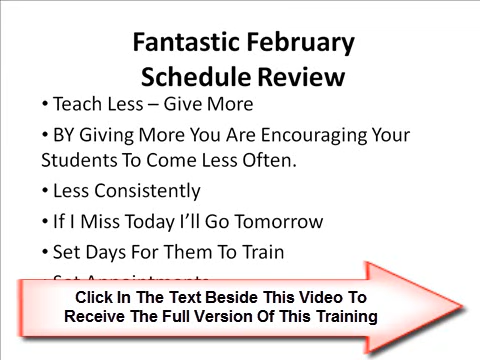 Fantastic February
Schedule Review
• Teach Less – Give More
• BY Giving More You Are Encouraging Your
Students To Come Less Often.
• Less Consistently
• If I Miss Today I'll Go Tomorrow
• Set Days For Them To Train
• Set Appointments
Click In The Text Beside This Video To
Receive The Full Version Of This Training